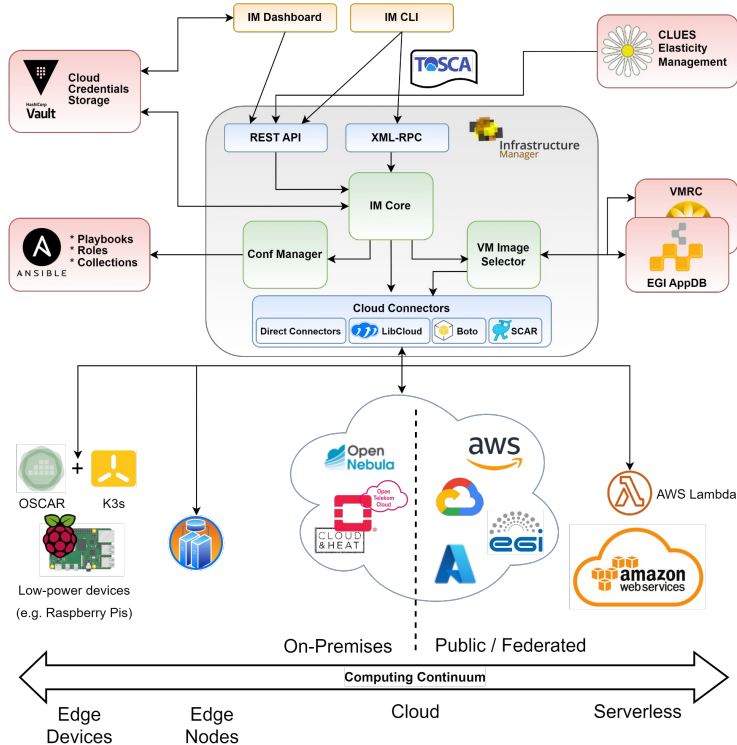 IM Dashboard
IM CLI
TOSCA
CLUES
Elasticity
Management
HashiCorp
Vault
Cloud
Credentials
Storage
REST API
XML-RPC
Infrastructure
Manager
IM Core
VMRC
ANSIBLE
* Playbooks
* Roles
* Collections
Conf Manager
VM Image
Selector
EGI AppDB
Cloud Connectors
Direct Connectors
LibCloud
Boto
SCAR
OSCAR
+
K3s
Low-power devices
(e.g. Raspberry Pis)
Open
Nebula
Open
Telekom
Cloud
CLOUD
&HEAT
aws
egi
AWS Lambda
amazon
webservices
On-Premises
Public / Federated
Computing Continuum
Edge
Devices
Edge
Nodes
Cloud
Serverless